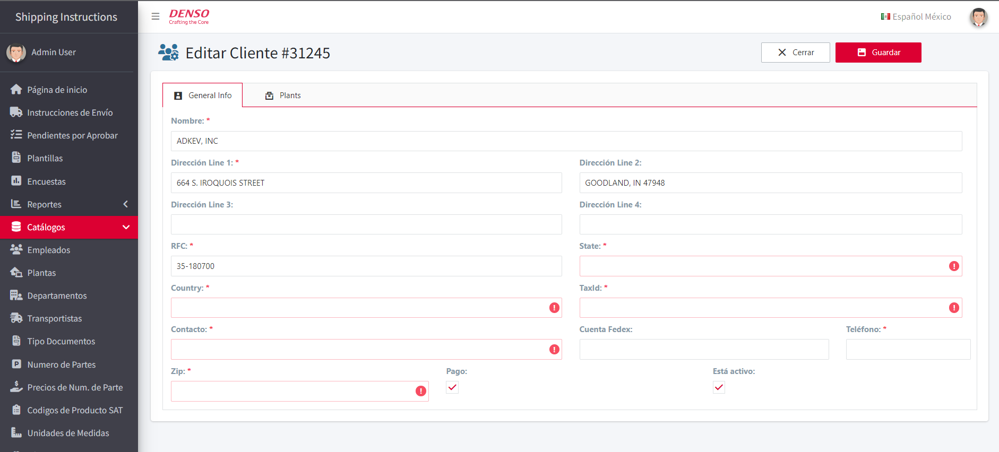 Shipping Instructions
DENSO
Crafting the Core
Español México
Admin User
Página de inicio
Instrucciones de Envío
Pendientes por Aprobar
Plantillas
Encuestas
Reportes
Catálogos
Empleados
Plantas
Departamentos
Transportistas
Tipo Documentos
Numero de Partes
Precios de Num. de Parte
Codigos de Producto SAT
Unidades de Medidas
Editar Cliente #31245
Cerrar
Guardar
General Info
Plants
Nombre: *
ADKEV, INC
Dirección Line 1: *
Dirección Line 2:
664 S. IROQUOIS STREET
GOODLAND, IN 47948
Dirección Line 3:
Dirección Line 4:
RFC: *
State: *
35-180700
Country: *
TaxId: *
Contacto: *
Cuenta Fedex:
Teléfono: *
Zip: *
Pago:
Está activo: